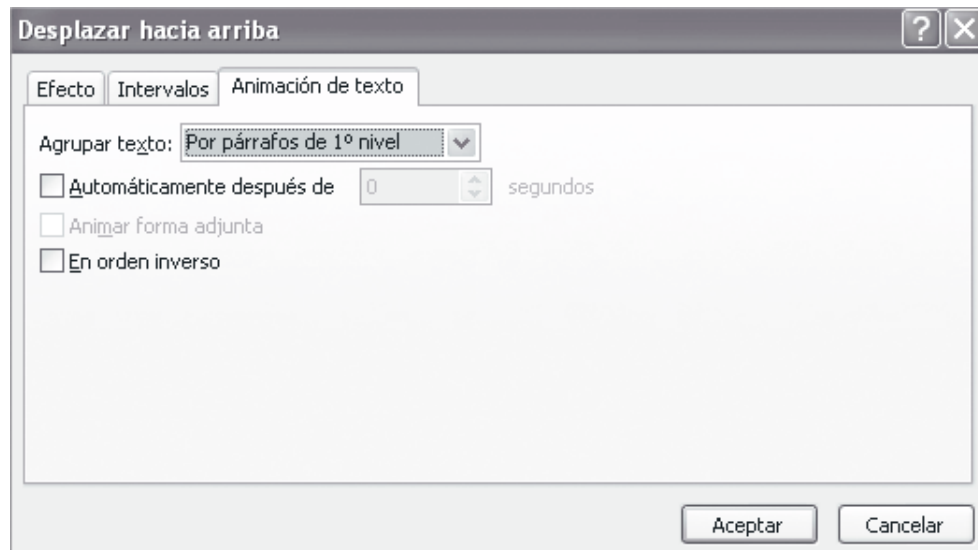 Desplazar hacia arriba
Efecto Intervalos Animación de texto
Agrupar texto: Por párrafos de 1º nivel
Automáticamente después de 0 segundos
Animar forma adjunta
En orden inverso
Aceptar Cancelar